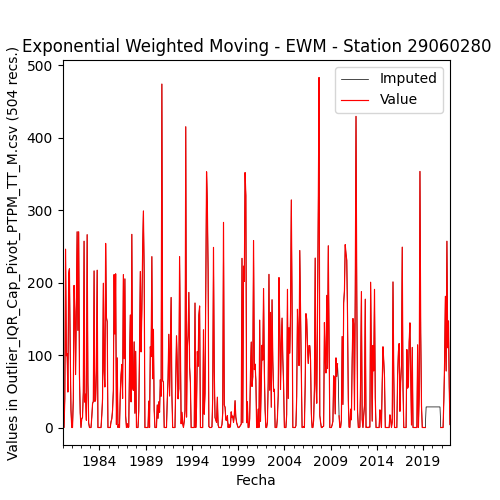 Exponential Weighted Moving - EWM - Station 29060280
Values in Outlier_IQR_Cap_Pivot_PTPM_TT_M.csv (504 recs.)
500
400
300
200
100
0
Imputed
Value
1984 1989 1994 1999 2004 2009 2014 2019
Fecha